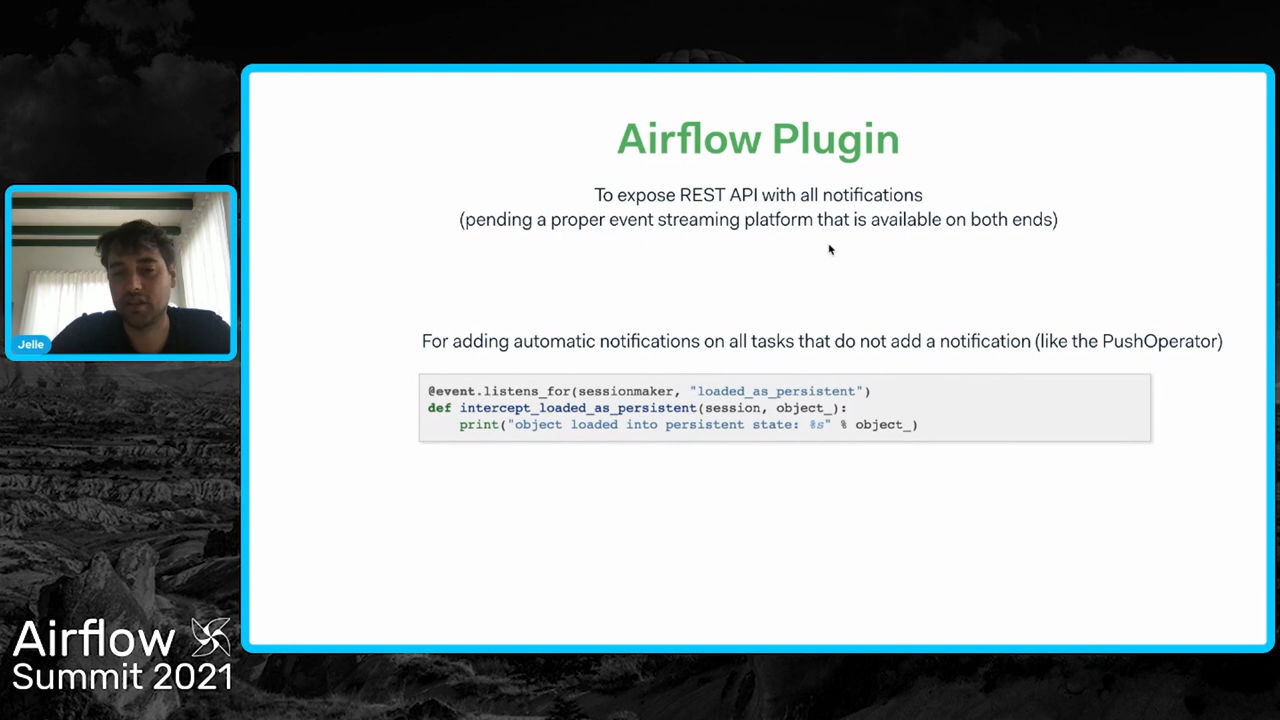 Airflow Plugin
To expose REST API with all notifications
(pending a proper event streaming platform that is available on both ends)
For adding automatic notifications on all tasks that do not add a notification (like the PushOperator)
@event.listens_for(sessionmaker, "loaded_as_persistent")
def intercept_loaded_as_persistent(session, object_):
    print("object loaded into persistent state: %s" % object_)
Jelle
Airflow
Summit 2021